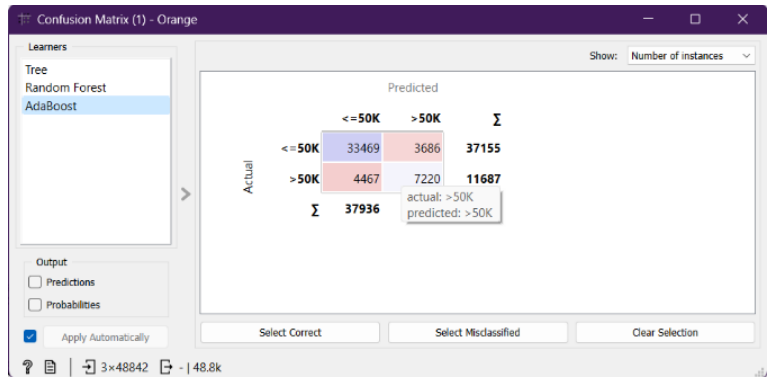 Confusion Matrix (1) - Orange
Learners
Tree
Random Forest
AdaBoost
Show: Number of instances
Predicted
<=50K >50K Σ
Actual
<=50K 33469 3686 37155
>50K 4467 7220 11687
Σ 37936
actual: >50K
predicted: >50K
Output
Predictions
Probabilities
Apply Automatically
Select Correct Select Misclassified Clear Selection
? 3×48842 - | 48.8k